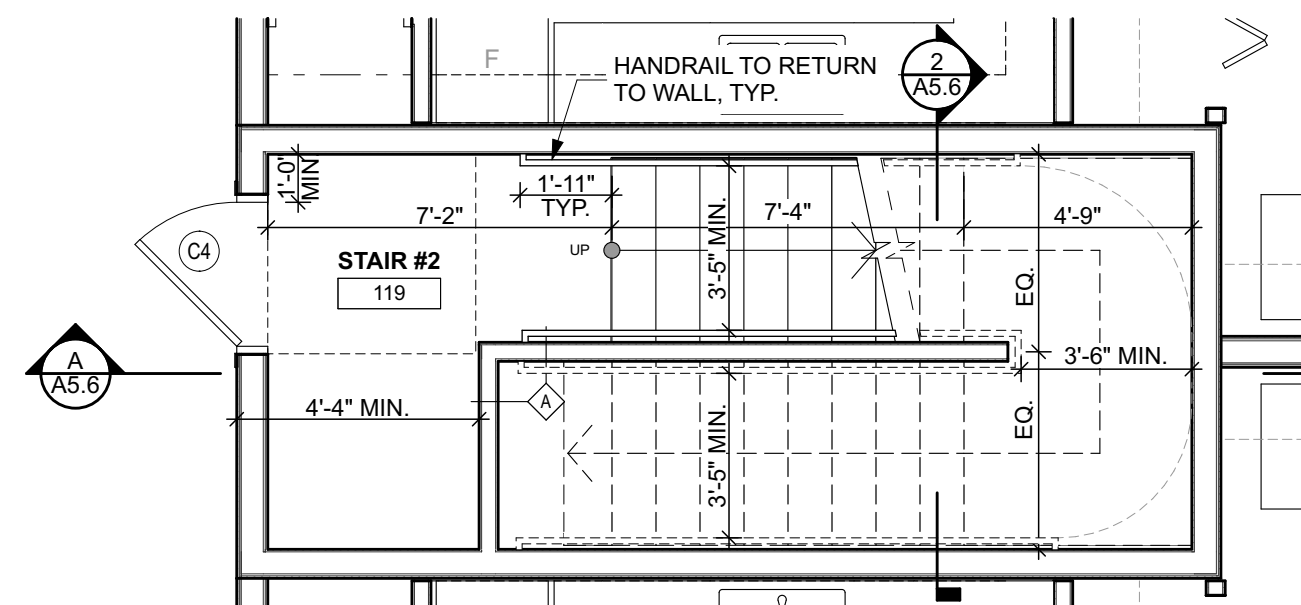 F
HANDRAIL TO RETURN
TO WALL, TYP.
2
A5.6
1'-0"
MIN
1'-11"
TYP.
7'-2"
7'-4"
4'-9"
C4
UP
STAIR #2
119
3'-5" MIN.
EQ.
A
A5.6
3'-6" MIN.
4'-4" MIN.
A
3'-5" MIN.
EQ.